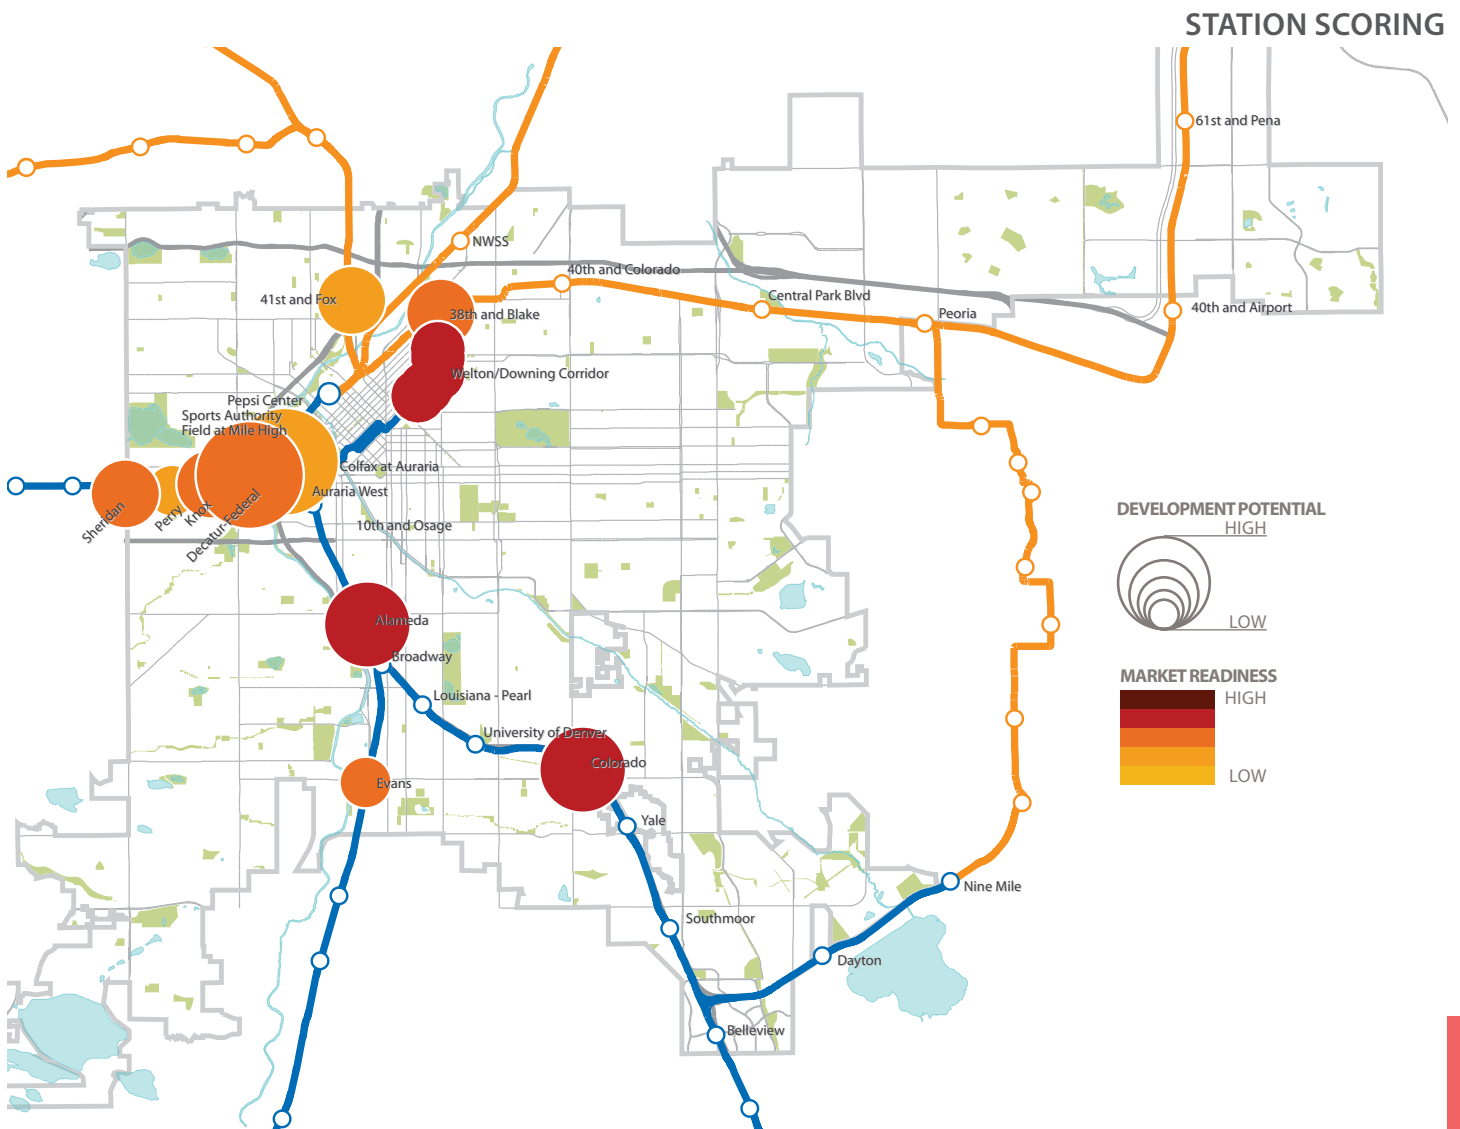 STATION SCORING
61st and Pena
NWSS
40th and Colorado
41st and Fox
Central Park Blvd
40th and Airport
38th and Blake
Peoria
Welton/Downing Corridor
Pepsi Center
Sports Authority
Field at Mile High
Colfax at Auraria
Auraria West
Sheridan
Perry
Knox
Decatur-Federal
10th and Osage
DEVELOPMENT POTENTIAL
HIGH
LOW
Alameda
Broadway
MARKET READINESS
HIGH
LOW
Louisiana - Pearl
University of Denver
Colorado
Evans
Yale
Nine Mile
Southmoor
Dayton
Belleview